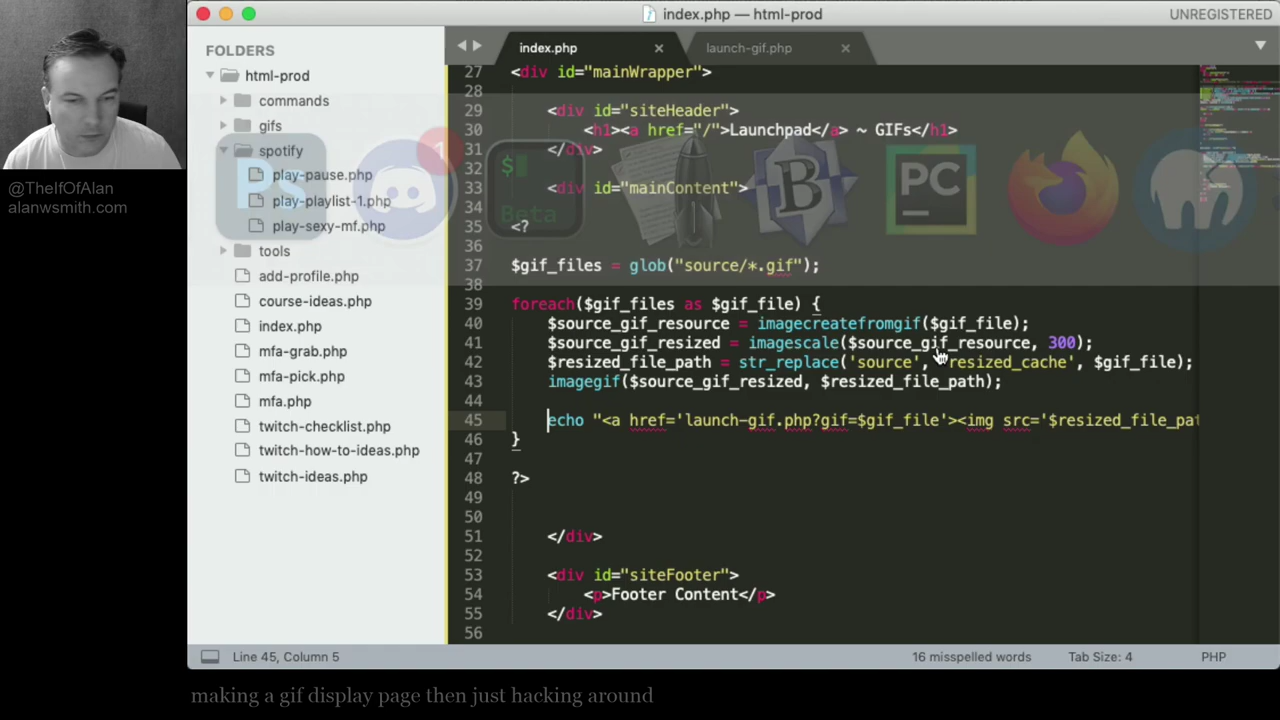 index.php — html-prod
UNREGISTERED
FOLDERS
html-prod
commands
gifs
spotify
play-pause.php
play-playlist-1.php
play-sexy-mf.php
tools
add-profile.php
course-ideas.php
index.php
mfa-grab.php
mfa-pick.php
mfa.php
twitch-checklist.php
twitch-how-to-ideas.php
twitch-ideas.php
index.php
launch-gif.php
27 <div id="mainWrapper">
28
29 <div id="siteHeader">
30 <h1><a href="/">Launchpad</a> ~ GIFs</h1>
31 </div>
32
33 <div id="mainContent">
34
35 <?
36
37 $gif_files = glob("source/*.gif");
38
39 foreach($gif_files as $gif_file) {
40 $source_gif_resource = imagecreatefromgif($gif_file);
41 $source_gif_resized = imagescale($source_gif_resource, 300);
42 $resized_file_path = str_replace('source', 'resized_cache', $gif_file);
43 imagegif($source_gif_resized, $resized_file_path);
44
45 echo "<a href='launch-gif.php?gif=$gif_file'><img src='$resized_file_pat
46 }
47
48 ?>
49
50
51 </div>
52
53 <div id="siteFooter">
54 <p>Footer Content</p>
55 </div>
56
Ps
1
$
Beta
B
PC
@TheIfOfAlan
alanwsmith.com
Line 45, Column 5
16 misspelled words
Tab Size: 4
PHP
making a gif display page then just hacking around